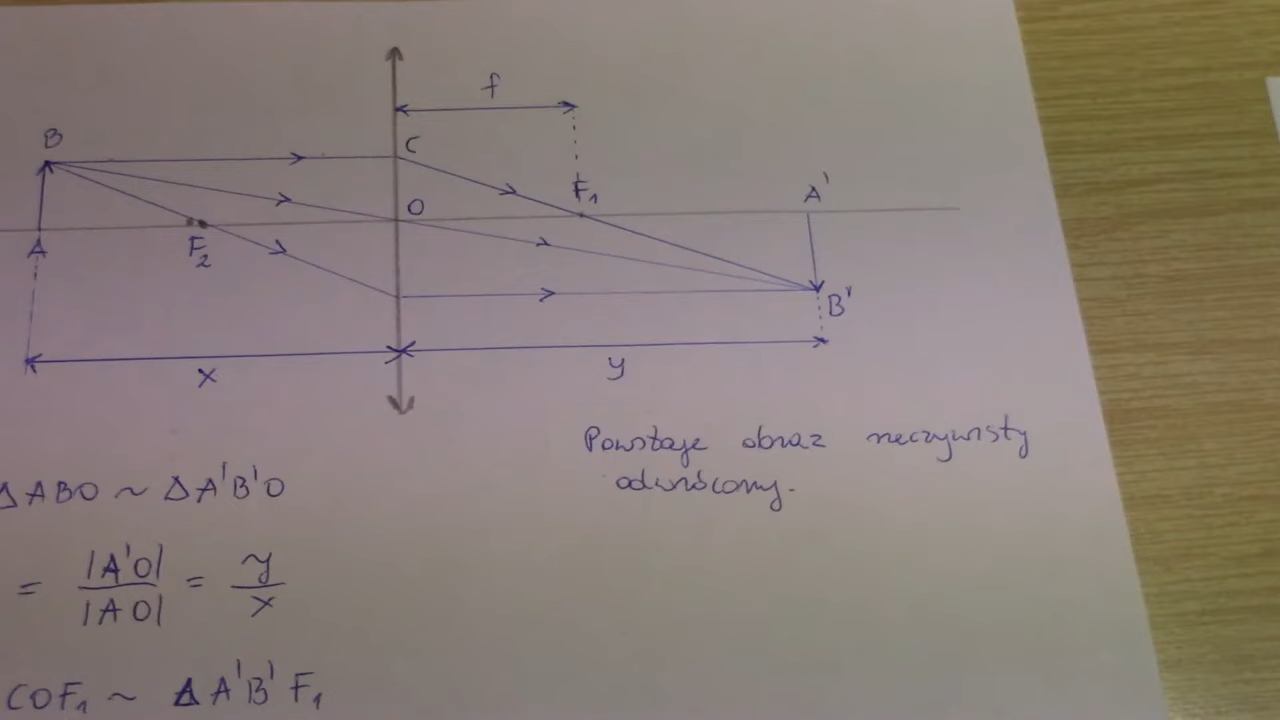 f
B
C
O
F₁
A'
A
F₂
B'
x
y
Powstaje obraz rzeczywisty
odwrócony.
ΔABO ~ ΔA'B'O
= |A'O| / |AO| = y / x
COF₁ ~ ΔA'B'F₁